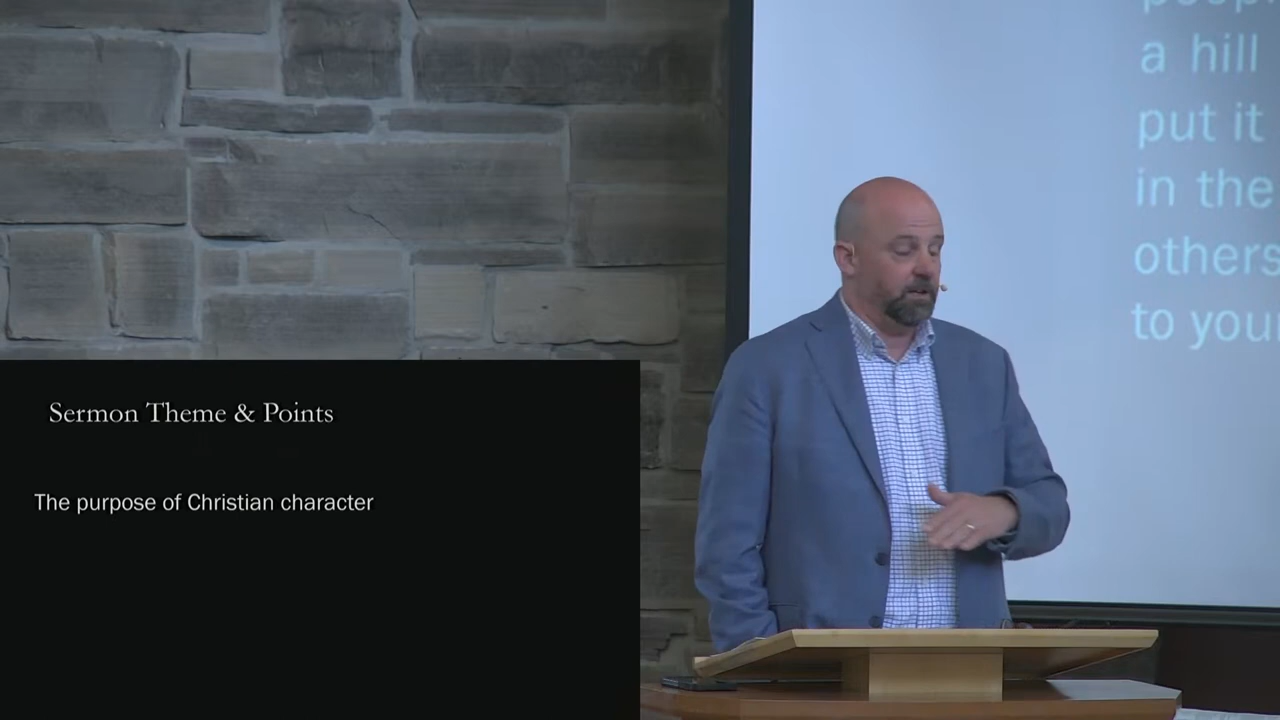 a hill
put it
in the
others
to your
Sermon Theme & Points
The purpose of Christian character